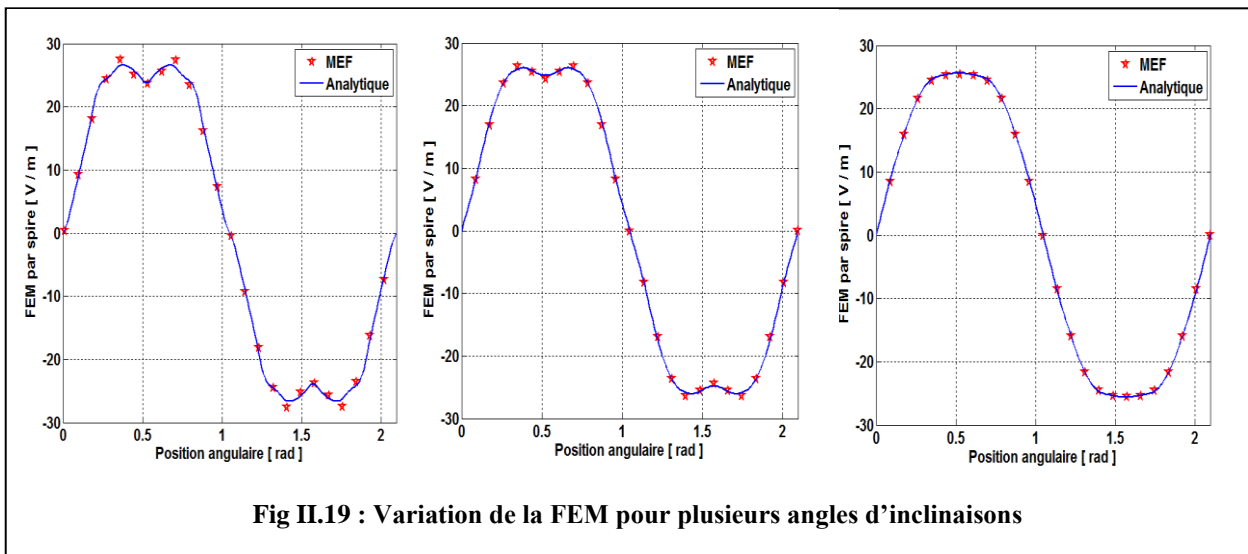 30
20
10
0
-10
-20
-30
FEM par spire [ V / m ]
MEF
Analytique
0
0.5
1
1.5
2
Position angulaire [ rad ]
30
20
10
0
-10
-20
-30
FEM par spire [ V / m ]
MEF
Analytique
0
0.5
1
1.5
2
Position angulaire [ rad ]
30
20
10
0
-10
-20
-30
FEM par spire [ V / m ]
MEF
Analytique
0
0.5
1
1.5
2
Position angulaire [ rad ]
Fig II.19 : Variation de la FEM pour plusieurs angles d’inclinaisons